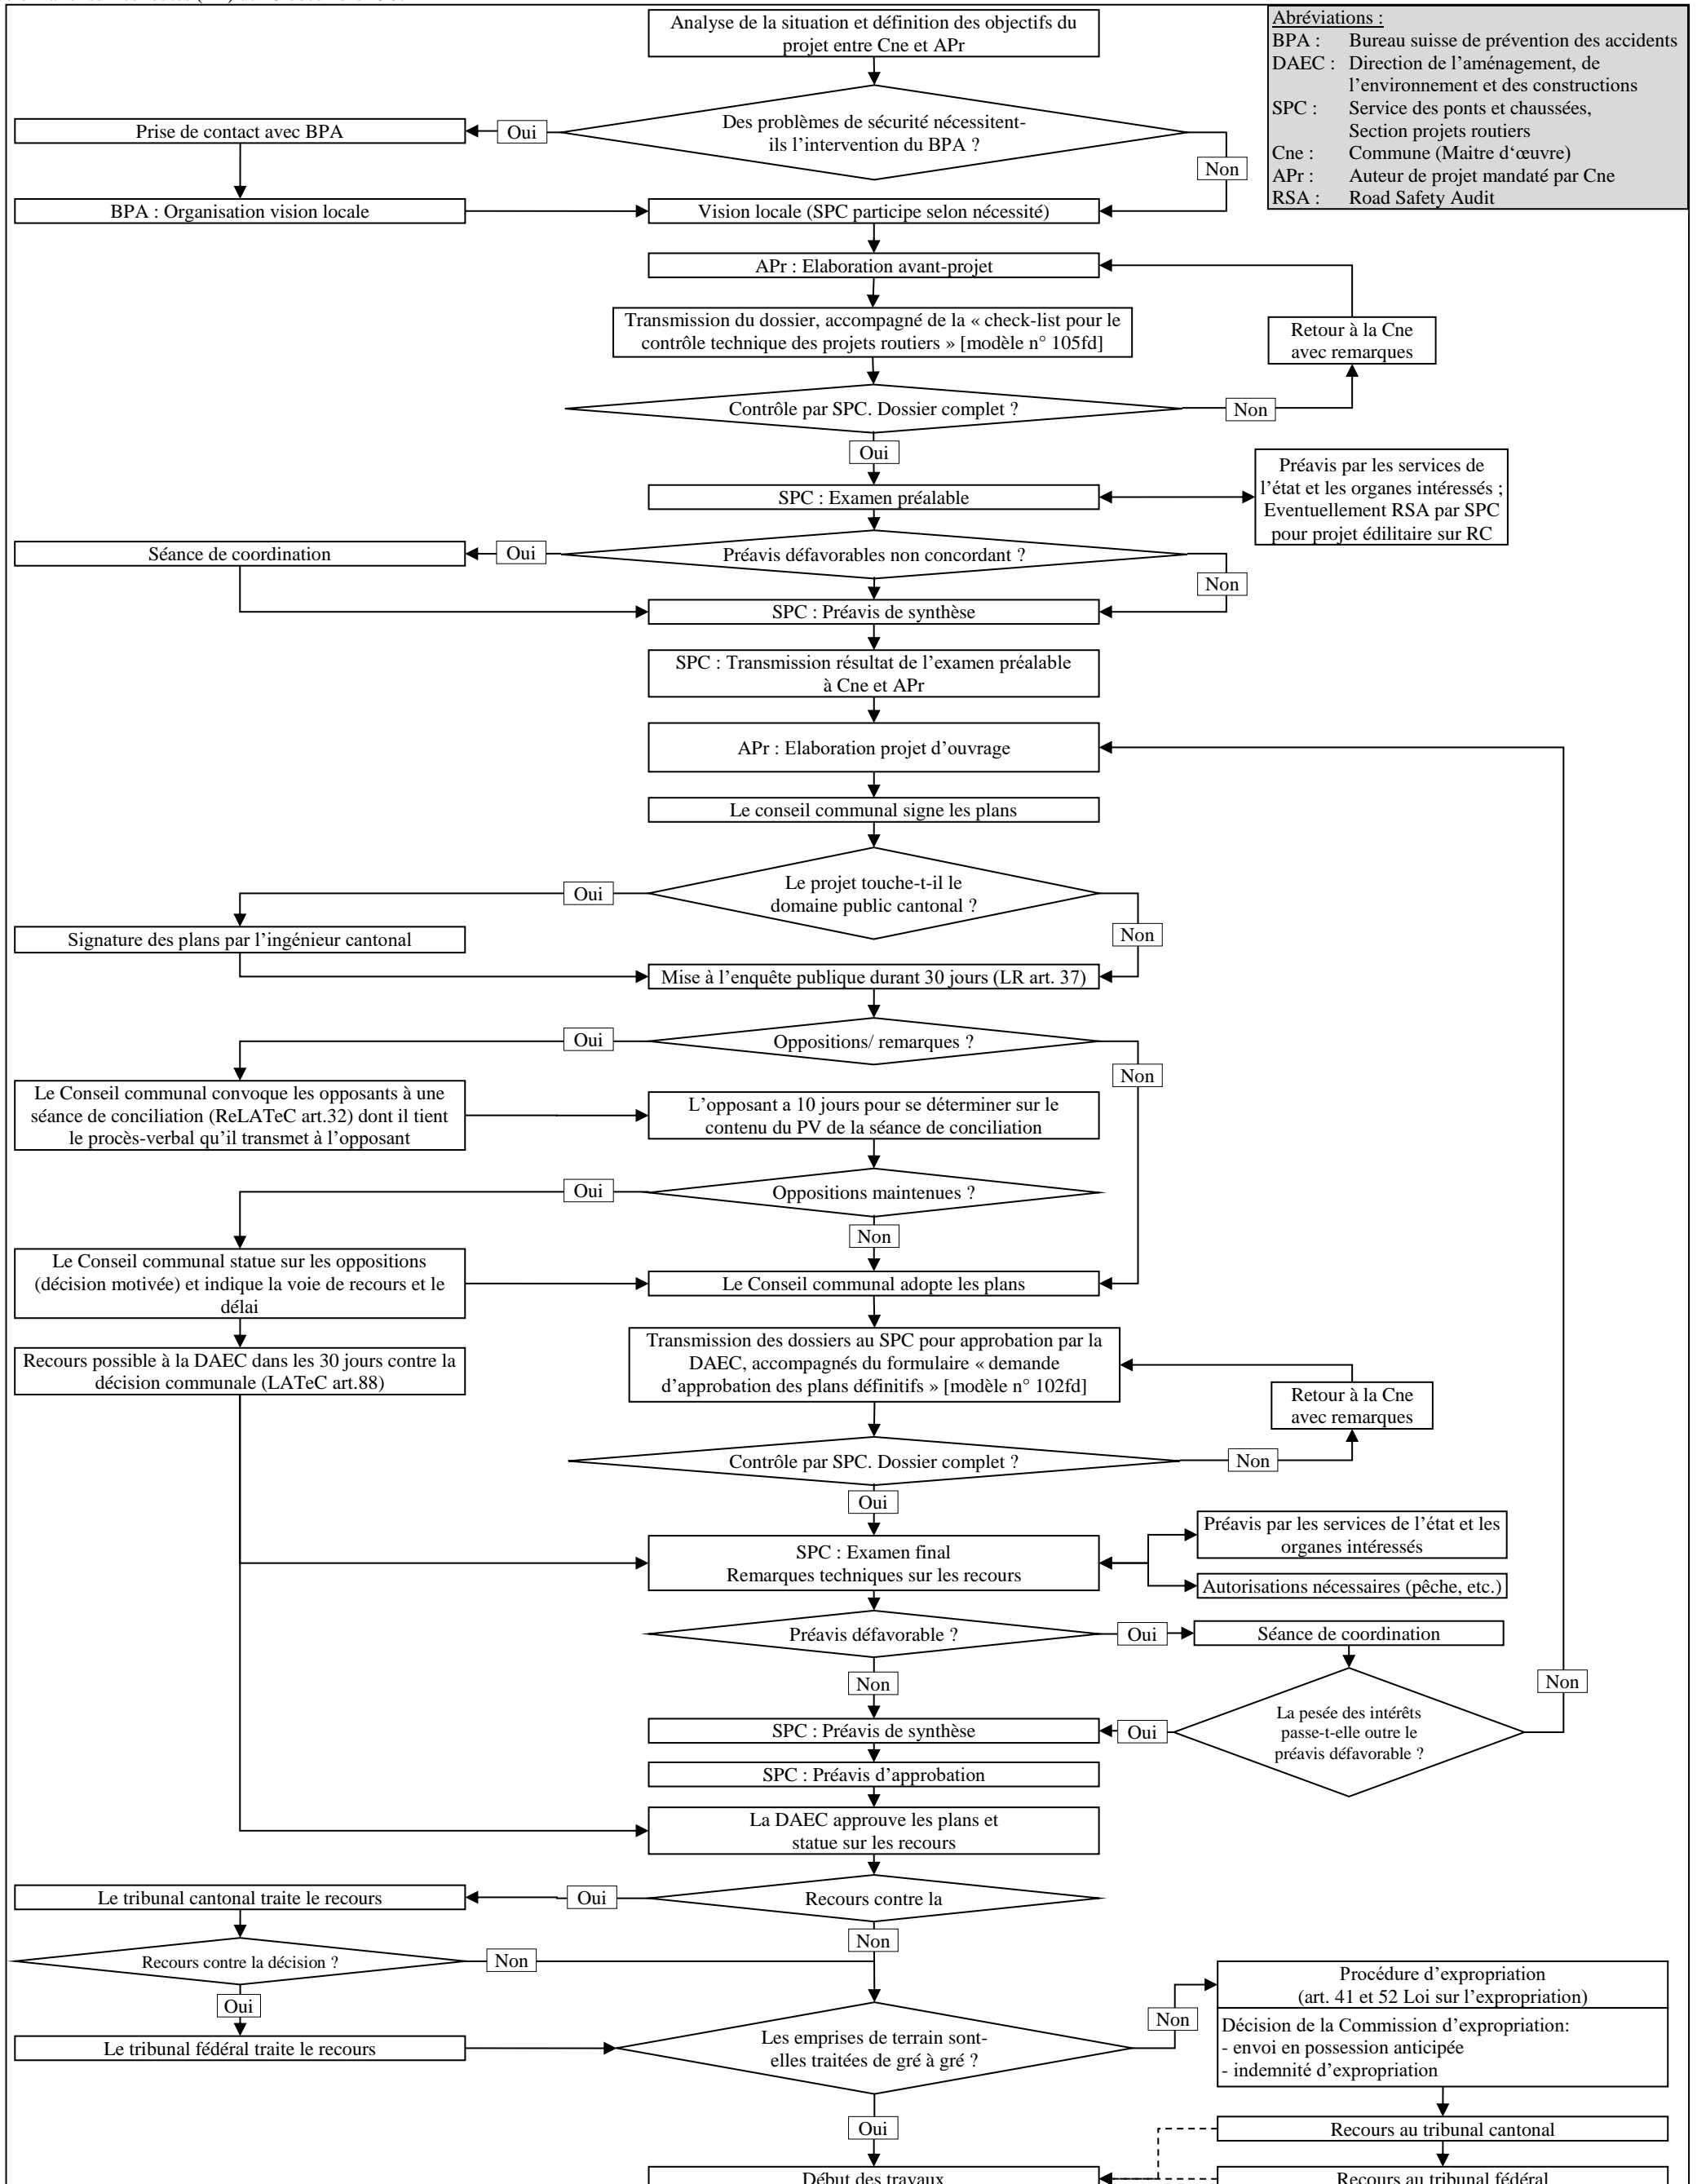 Analyse de la situation et définition des objectifs du
projet entre Cne et APr
Abréviations :
BPA : Bureau suisse de prévention des accidents
DAEC : Direction de l’aménagement, de
l’environnement et des constructions
SPC : Service des ponts et chaussées,
Section projets routiers
Cne : Commune (Maitre d‘œuvre)
APr : Auteur de projet mandaté par Cne
RSA : Road Safety Audit
Prise de contact avec BPA
Oui
Des problèmes de sécurité nécessitent-
ils l’intervention du BPA ?
Non
BPA : Organisation vision locale
Vision locale (SPC participe selon nécessité)
APr : Elaboration avant-projet
Transmission du dossier, accompagné de la « check-list pour le
contrôle technique des projets routiers » [modèle n° 105fd]
Retour à la Cne
avec remarques
Contrôle par SPC. Dossier complet ?
Non
Oui
Préavis par les services de
l’état et les organes intéressés ;
Eventuellement RSA par SPC
pour projet édilitaire sur RC
SPC : Examen préalable
Séance de coordination
Oui
Préavis défavorables non concordant ?
Non
SPC : Préavis de synthèse
SPC : Transmission résultat de l’examen préalable
à Cne et APr
APr : Elaboration projet d’ouvrage
Le conseil communal signe les plans
Oui
Le projet touche-t-il le
domaine public cantonal ?
Non
Signature des plans par l’ingénieur cantonal
Mise à l’enquête publique durant 30 jours (LR art. 37)
Oui
Oppositions/ remarques ?
Non
Le Conseil communal convoque les opposants à une
séance de conciliation (ReLATeC art.32) dont il tient
le procès-verbal qu’il transmet à l’opposant
L’opposant a 10 jours pour se déterminer sur le
contenu du PV de la séance de conciliation
Oui
Oppositions maintenues ?
Non
Le Conseil communal statue sur les oppositions
(décision motivée) et indique la voie de recours et le
délai
Le Conseil communal adopte les plans
Recours possible à la DAEC dans les 30 jours contre la
décision communale (LATeC art.88)
Transmission des dossiers au SPC pour approbation par la
DAEC, accompagnés du formulaire « demande
d’approbation des plans définitifs » [modèle n° 102fd]
Retour à la Cne
avec remarques
Contrôle par SPC. Dossier complet ?
Non
Oui
SPC : Examen final
Remarques techniques sur les recours
Préavis par les services de l’état et les
organes intéressés
Autorisations nécessaires (pêche, etc.)
Préavis défavorable ?
Oui
Séance de coordination
Non
Non
La pesée des intérêts
passe-t-elle outre le
préavis défavorable ?
Oui
SPC : Préavis de synthèse
SPC : Préavis d’approbation
La DAEC approuve les plans et
statue sur les recours
Le tribunal cantonal traite le recours
Oui
Recours contre la
Non
Recours contre la décision ?
Non
Oui
Le tribunal fédéral traite le recours
Les emprises de terrain sont-
elles traitées de gré à gré ?
Non
Procédure d’expropriation
(art. 41 et 52 Loi sur l’expropriation)
Décision de la Commission d’expropriation:
- envoi en possession anticipée
- indemnité d’expropriation
Oui
Recours au tribunal cantonal
Début des travaux
Recours au tribunal fédéral